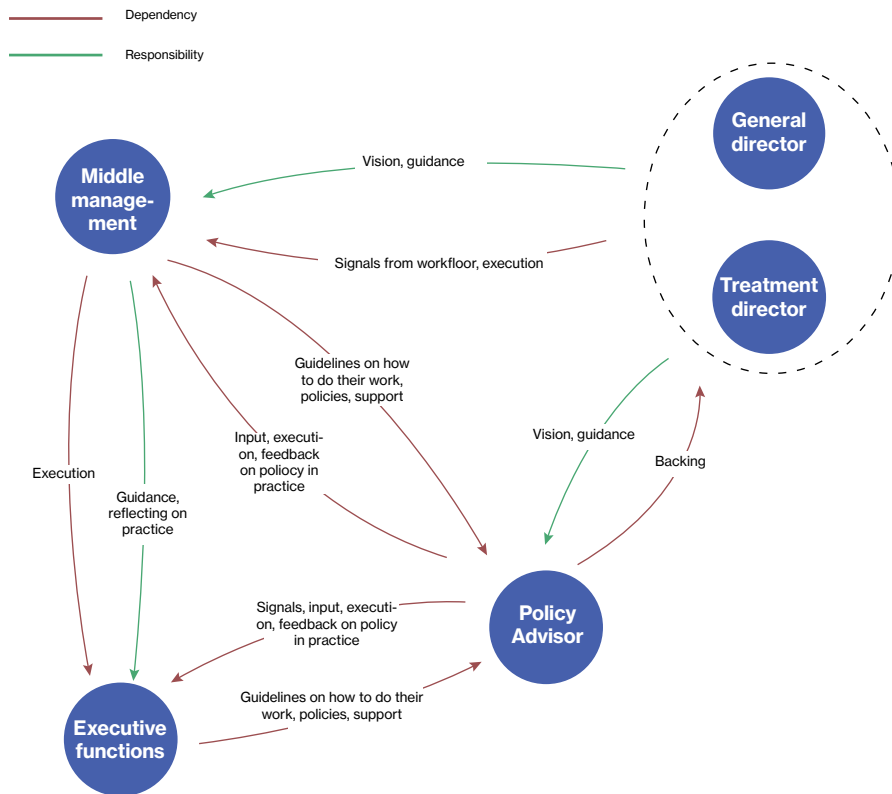 Dependency
Responsibility
General
director
Middle
manage-
ment
Vision, guidance
Signals from workfloor, execution
Treatment
director
Guidelines on how
to do their work,
policies, support
Vision, guidance
Input, executi-
on, feedback
on poliocy in
practice
Backing
Execution
Guidance,
reflecting on
practice
Signals, input, executi-
on, feedback on policy
in practice
Policy
Advisor
Guidelines on how to do their
work, policies, support
Executive
functions